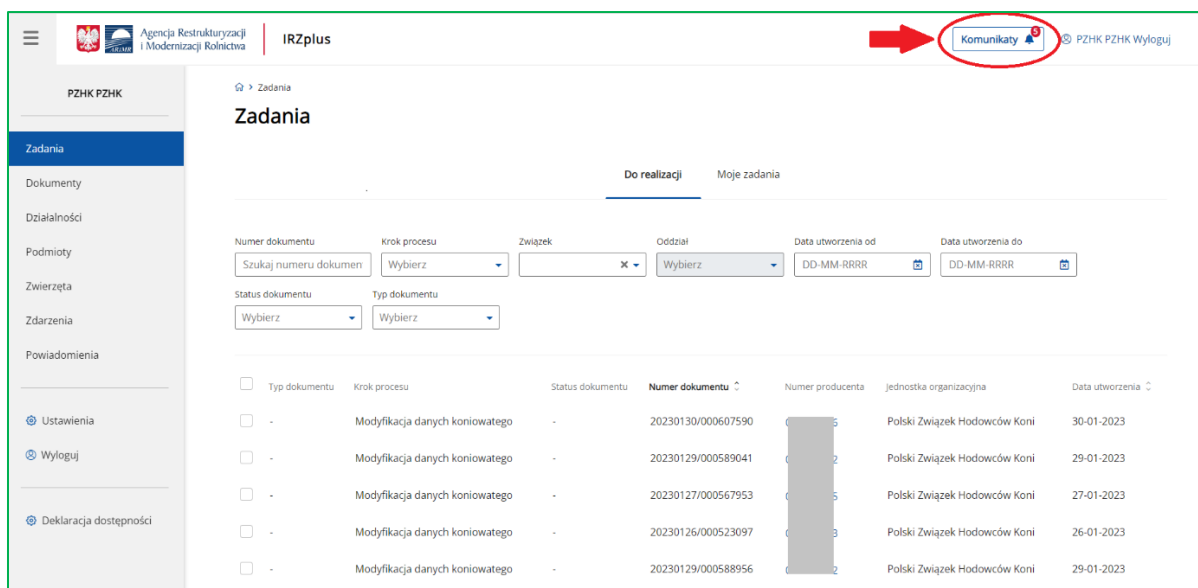 Agencja Restrukturyzacji
i Modernizacji Rolnictwa
IRZplus
Komunikaty 5
PZHK PZHK Wyloguj
PZHK PZHK
Zadania
Dokumenty
Działalności
Podmioty
Zwierzęta
Zdarzenia
Powiadomienia
Ustawienia
Wyloguj
Deklaracja dostępności
> Zadania
Zadania
Do realizacji Moje zadania
Numer dokumentu Krok procesu Związek Oddział Data utworzenia od Data utworzenia do
Szukaj numeru dokumen Wybierz Wybierz DD-MM-RRRR DD-MM-RRRR
Status dokumentu Typ dokumentu
Wybierz Wybierz
Typ dokumentu Krok procesu Status dokumentu Numer dokumentu Numer producenta Jednostka organizacyjna Data utworzenia
- Modyfikacja danych koniowatego - 20230130/000607590 Polski Związek Hodowców Koni 30-01-2023
- Modyfikacja danych koniowatego - 20230129/000589041 Polski Związek Hodowców Koni 29-01-2023
- Modyfikacja danych koniowatego - 20230127/000567953 Polski Związek Hodowców Koni 27-01-2023
- Modyfikacja danych koniowatego - 20230126/000523097 Polski Związek Hodowców Koni 26-01-2023
- Modyfikacja danych koniowatego - 20230129/000588956 Polski Związek Hodowców Koni 29-01-2023